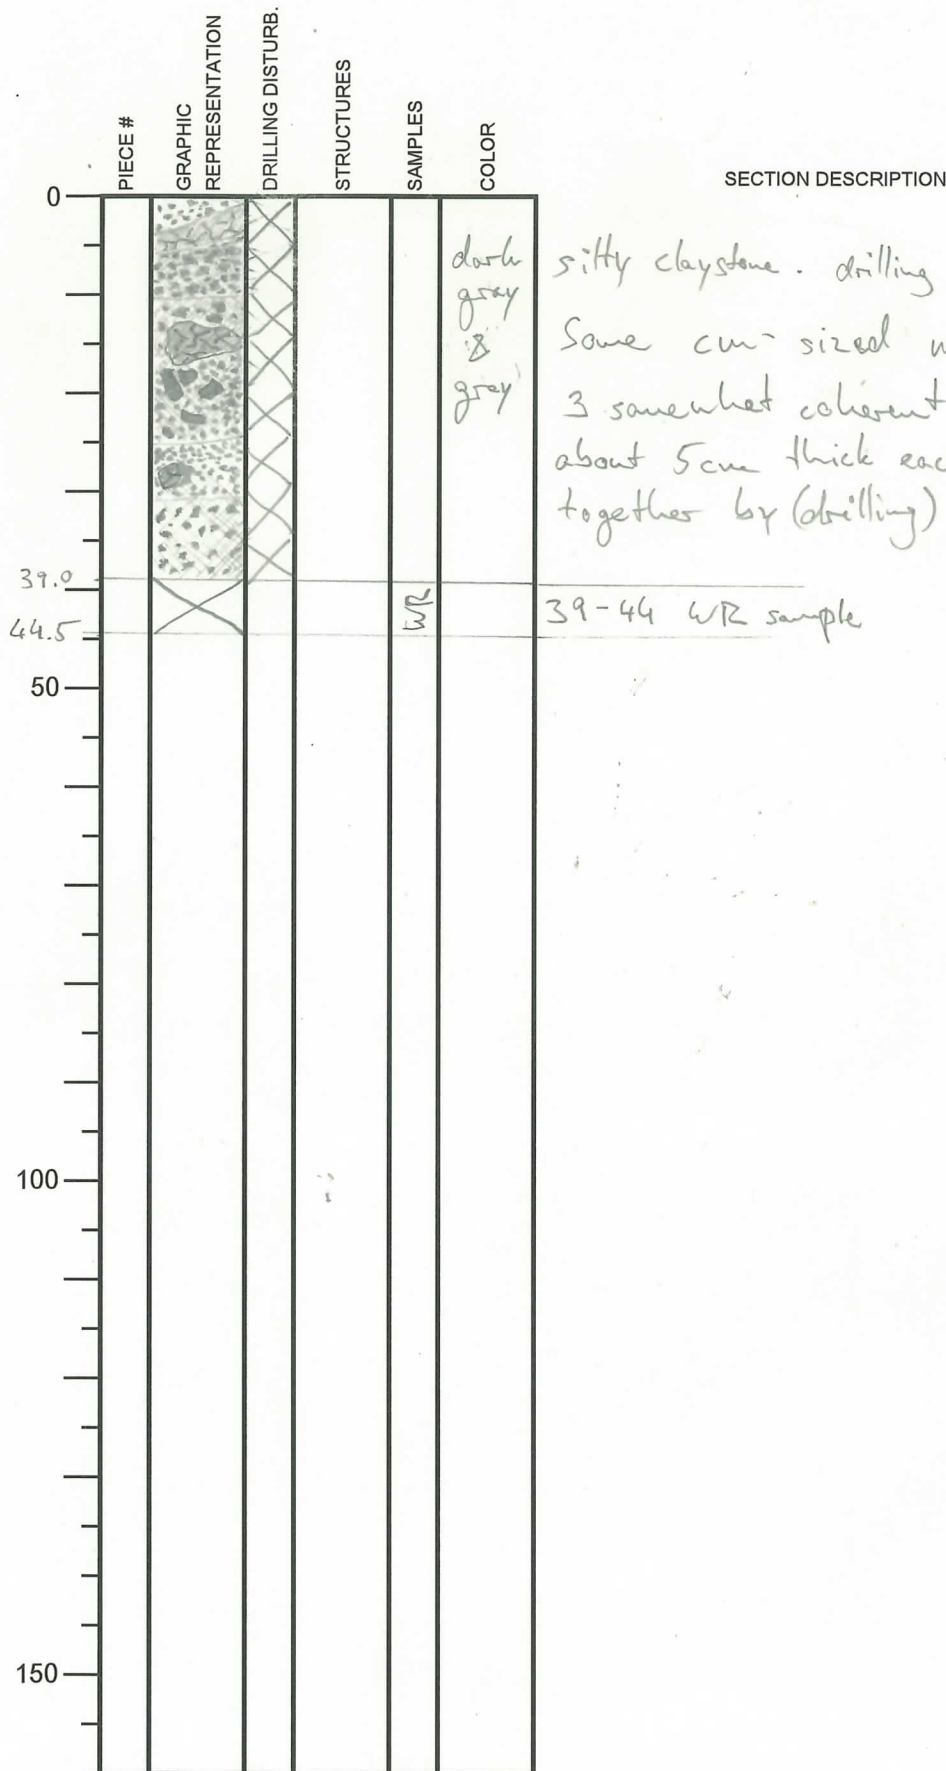 PIECE #
GRAPHIC
REPRESENTATION
DRILLING DISTURB.
STRUCTURES
SAMPLES
COLOR
SECTION DESCRIPTION
0
dark
gray
&
gray
silty claystone. drilling
Some cm-sized
3 somewhat coherent
about 5cm thick eac
together by (drilling)
39.0
44.5
WR
39-44 WR sample
50
100
150